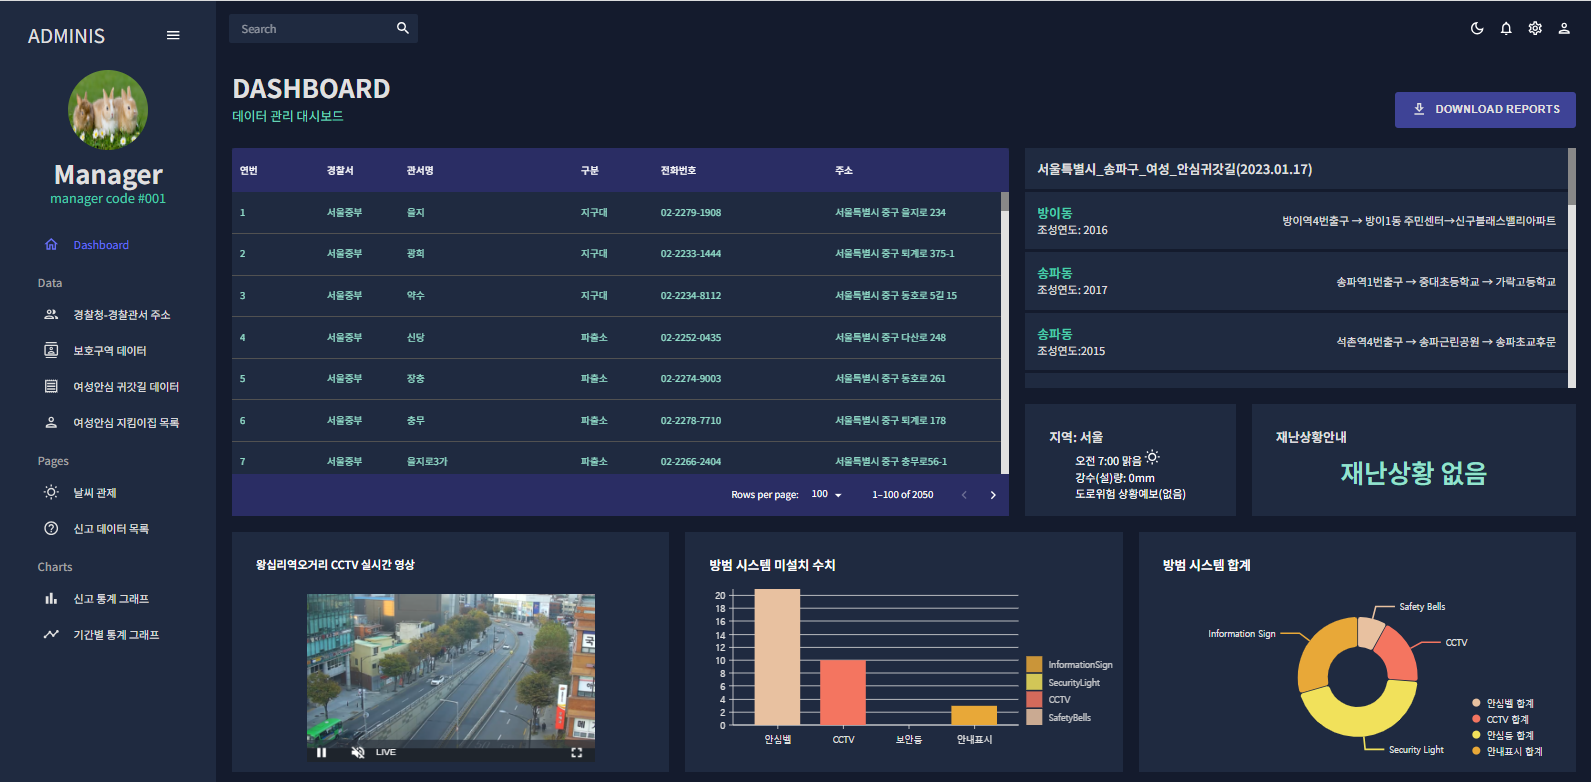 ADMINIS
Search
Manager
manager code #001
Dashboard
Data
경찰청-경찰관서 주소
보호구역 데이터
여성안심 귀갓길 데이터
여성안심 지킴이집 목록
Pages
날씨 관제
신고 데이터 목록
Charts
신고 통계 그래프
기간별 통계 그래프
DASHBOARD
데이터 관리 대시보드
DOWNLOAD REPORTS
연번 경찰서 관서명 구분 전화번호 주소
1 서울중부 을지 지구대 02-2279-1908 서울특별시 중구 을지로 234
2 서울중부 광희 지구대 02-2233-1444 서울특별시 중구 퇴계로 375-1
3 서울중부 약수 지구대 02-2234-8112 서울특별시 중구 동호로 5길 15
4 서울중부 신당 파출소 02-2252-0435 서울특별시 중구 다산로 248
5 서울중부 장충 파출소 02-2274-9003 서울특별시 중구 동호로 261
6 서울중부 충무 파출소 02-2278-7710 서울특별시 중구 퇴계로 178
7 서울중부 을지로3가 파출소 02-2266-2404 서울특별시 중구 충무로56-1
Rows per page: 100 1–100 of 2050
서울특별시_송파구_여성_안심귀갓길(2023.01.17)
방이동
조성연도: 2016
방이역4번출구 → 방이1동 주민센터→신구블래스밸리아파트
송파동
조성연도: 2017
송파역1번출구 → 중대초등학교 → 가락고등학교
송파동
조성연도:2015
석촌역4번출구 → 송파근린공원 → 송파초교후문
지역: 서울
오전 7:00 맑음
강수(설)량: 0mm
도로위험 상황예보(없음)
재난상황안내
재난상황 없음
왕십리역오거리 CCTV 실시간 영상
LIVE
방범 시스템 미설치 수치
20
18
16
14
12
10
8
6
4
2
0
안심벨 CCTV 보안등 안내표시
InformationSign
SecurityLight
CCTV
SafetyBells
방범 시스템 합계
Safety Bells
Information Sign
CCTV
Security Light
안심벨 합계
CCTV 합계
안심등 합계
안내표시 합계